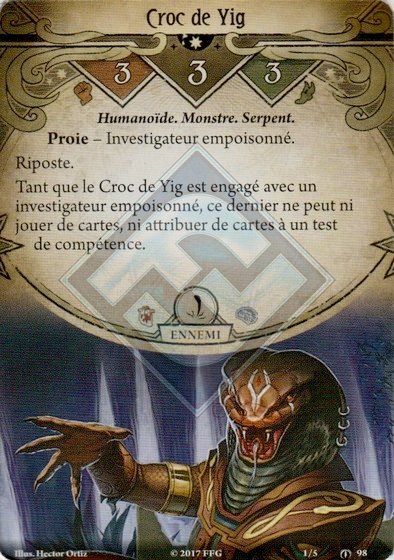 Croc de Yig
3 3 3
Humanoïde. Monstre. Serpent.
Proie – Investigateur empoisonné.
Riposte.
Tant que le Croc de Yig est engagé avec un
investigateur empoisonné, ce dernier ne peut ni
jouer de cartes, ni attribuer de cartes à un test
de compétence.
ENNEMI
Illus. Hector Ortiz © 2017 FFG 1/5 98